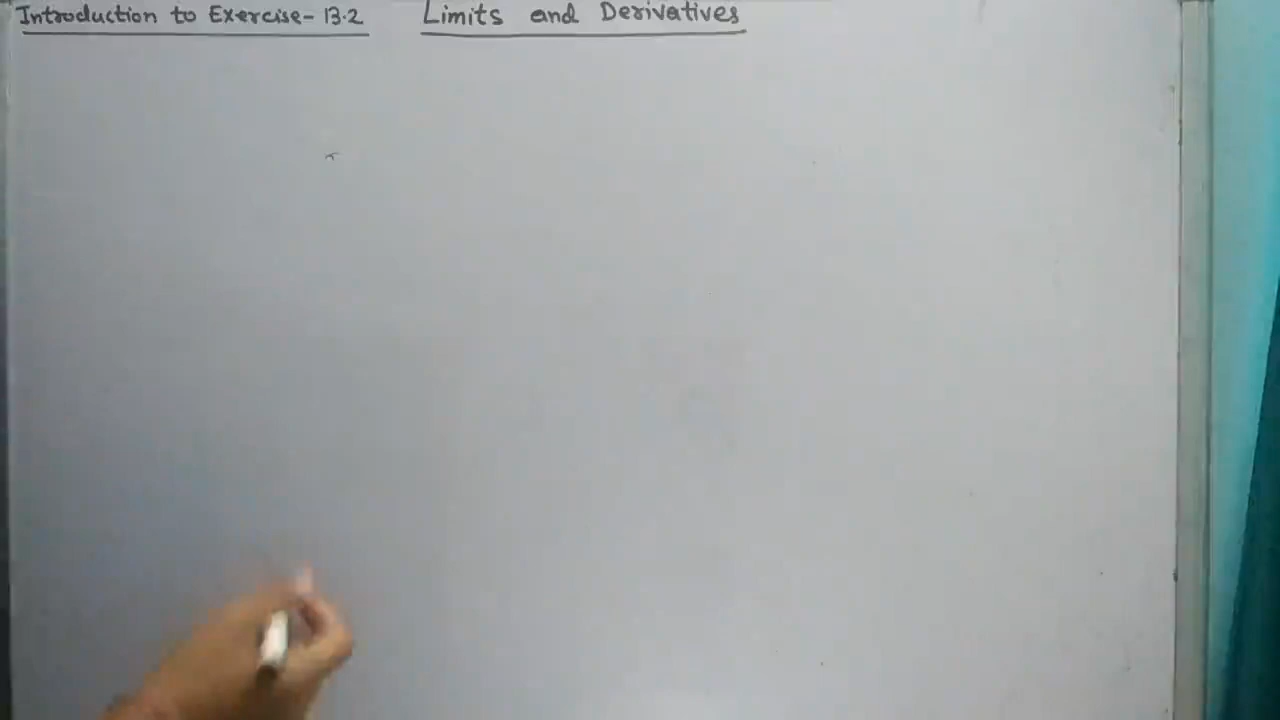 Introduction to Exercise-13.2 Limits and Derivatives